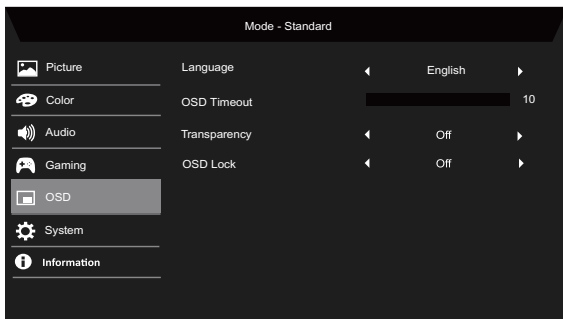 Mode - Standard
Picture
Color
Audio
Gaming
OSD
System
Information
Language English
OSD Timeout 10
Transparency Off
OSD Lock Off